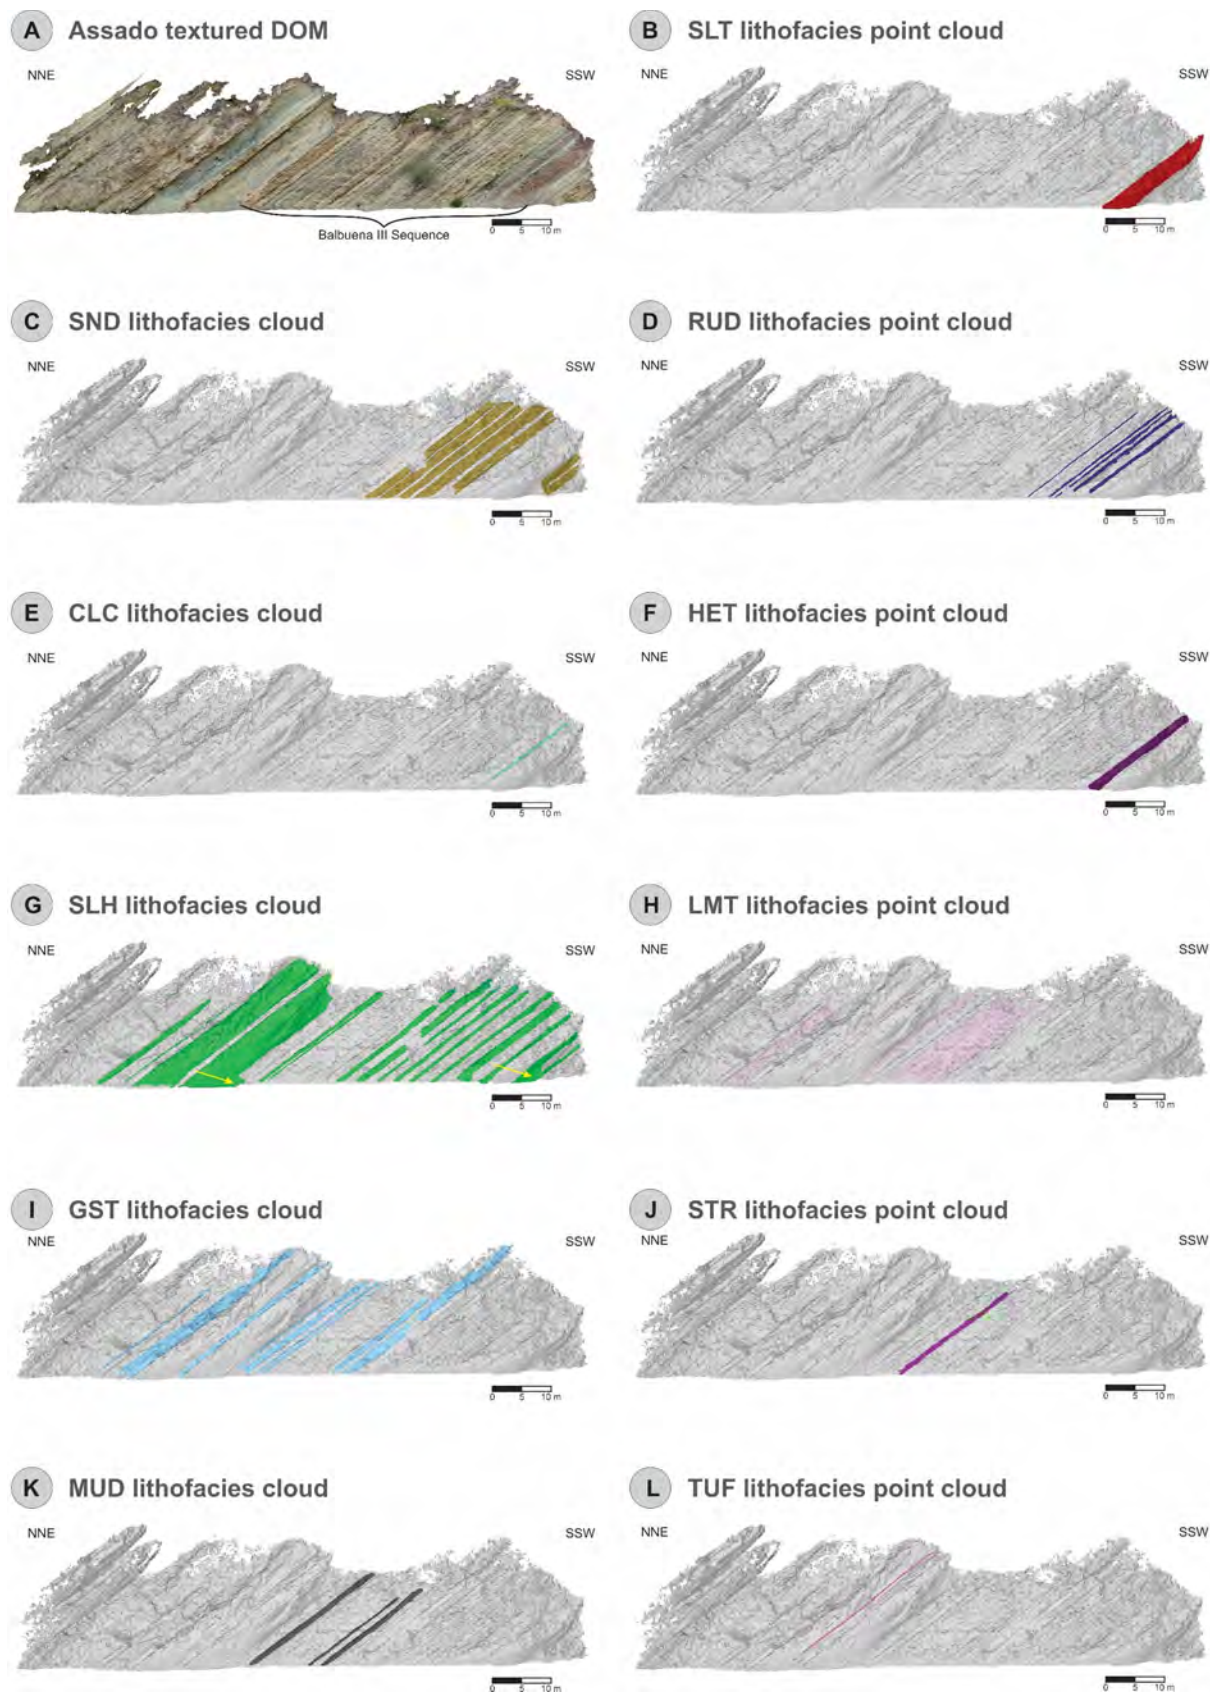 A Assado textured DOM
B SLT lithofacies point cloud
NNE SSW
NNE SSW
Balbuena III Sequence
0 5 10 m
0 5 10 m
C SND lithofacies cloud
D RUD lithofacies point cloud
NNE SSW
NNE SSW
0 5 10 m
0 5 10 m
E CLC lithofacies cloud
F HET lithofacies point cloud
NNE SSW
NNE SSW
0 5 10 m
0 5 10 m
G SLH lithofacies cloud
H LMT lithofacies point cloud
NNE SSW
NNE SSW
0 5 10 m
0 5 10 m
I GST lithofacies cloud
J STR lithofacies point cloud
NNE SSW
NNE SSW
0 5 10 m
0 5 10 m
K MUD lithofacies cloud
L TUF lithofacies point cloud
NNE SSW
NNE SSW
0 5 10 m
0 5 10 m